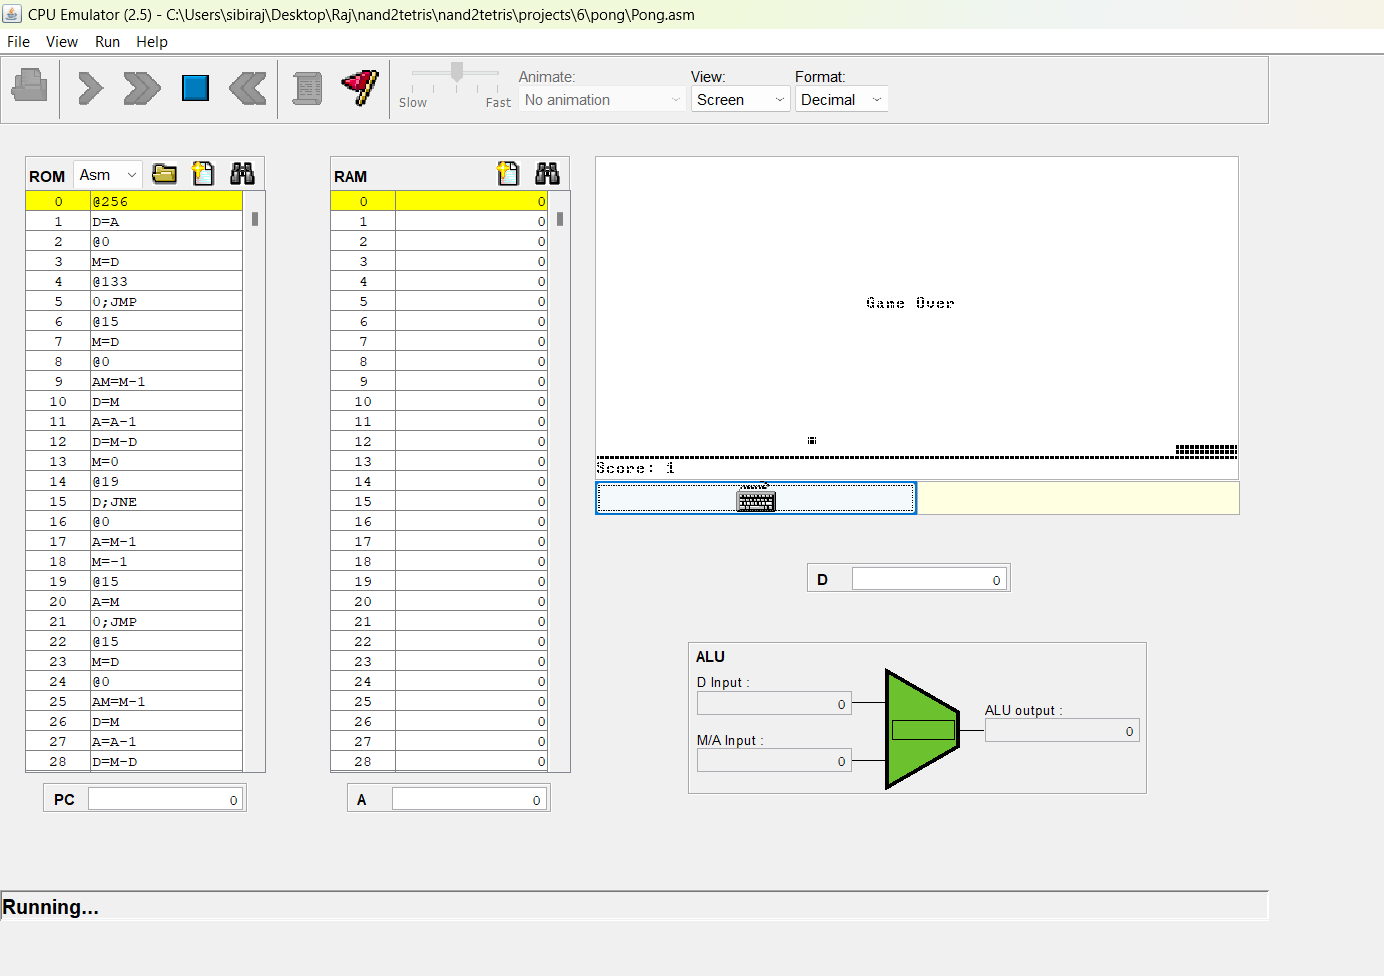 CPU Emulator (2.5) - C:\Users\sibiraj\Desktop\Raj\nand2tetris\nand2tetris\projects\6\pong\Pong.asm
File View Run Help
Slow Fast
Animate:
No animation
View:
Screen
Format:
Decimal
ROM Asm
0 @256
1 D=A
2 @0
3 M=D
4 @133
5 0;JMP
6 @15
7 M=D
8 @0
9 AM=M-1
10 D=M
11 A=A-1
12 D=M-D
13 M=0
14 @19
15 D;JNE
16 @0
17 A=M-1
18 M=-1
19 @15
20 A=M
21 0;JMP
22 @15
23 M=D
24 @0
25 AM=M-1
26 D=M
27 A=A-1
28 D=M-D
PC 0
RAM
0 0
1 0
2 0
3 0
4 0
5 0
6 0
7 0
8 0
9 0
10 0
11 0
12 0
13 0
14 0
15 0
16 0
17 0
18 0
19 0
20 0
21 0
22 0
23 0
24 0
25 0
26 0
27 0
28 0
A 0
Game Over
Score: 1
D 0
ALU
D Input :
0
M/A Input :
0
ALU output :
0
Running...